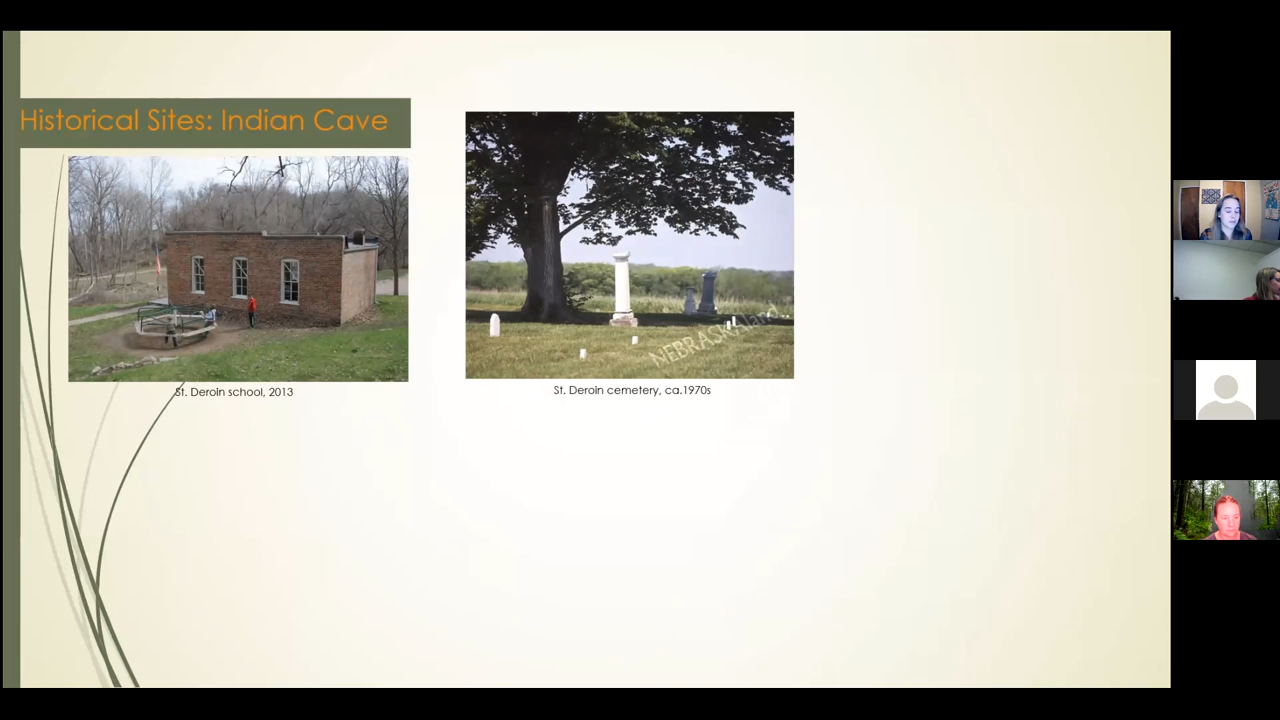 Historical Sites: Indian Cave
St. Deroin school, 2013
NEBRASKAland
St. Deroin cemetery, ca.1970s